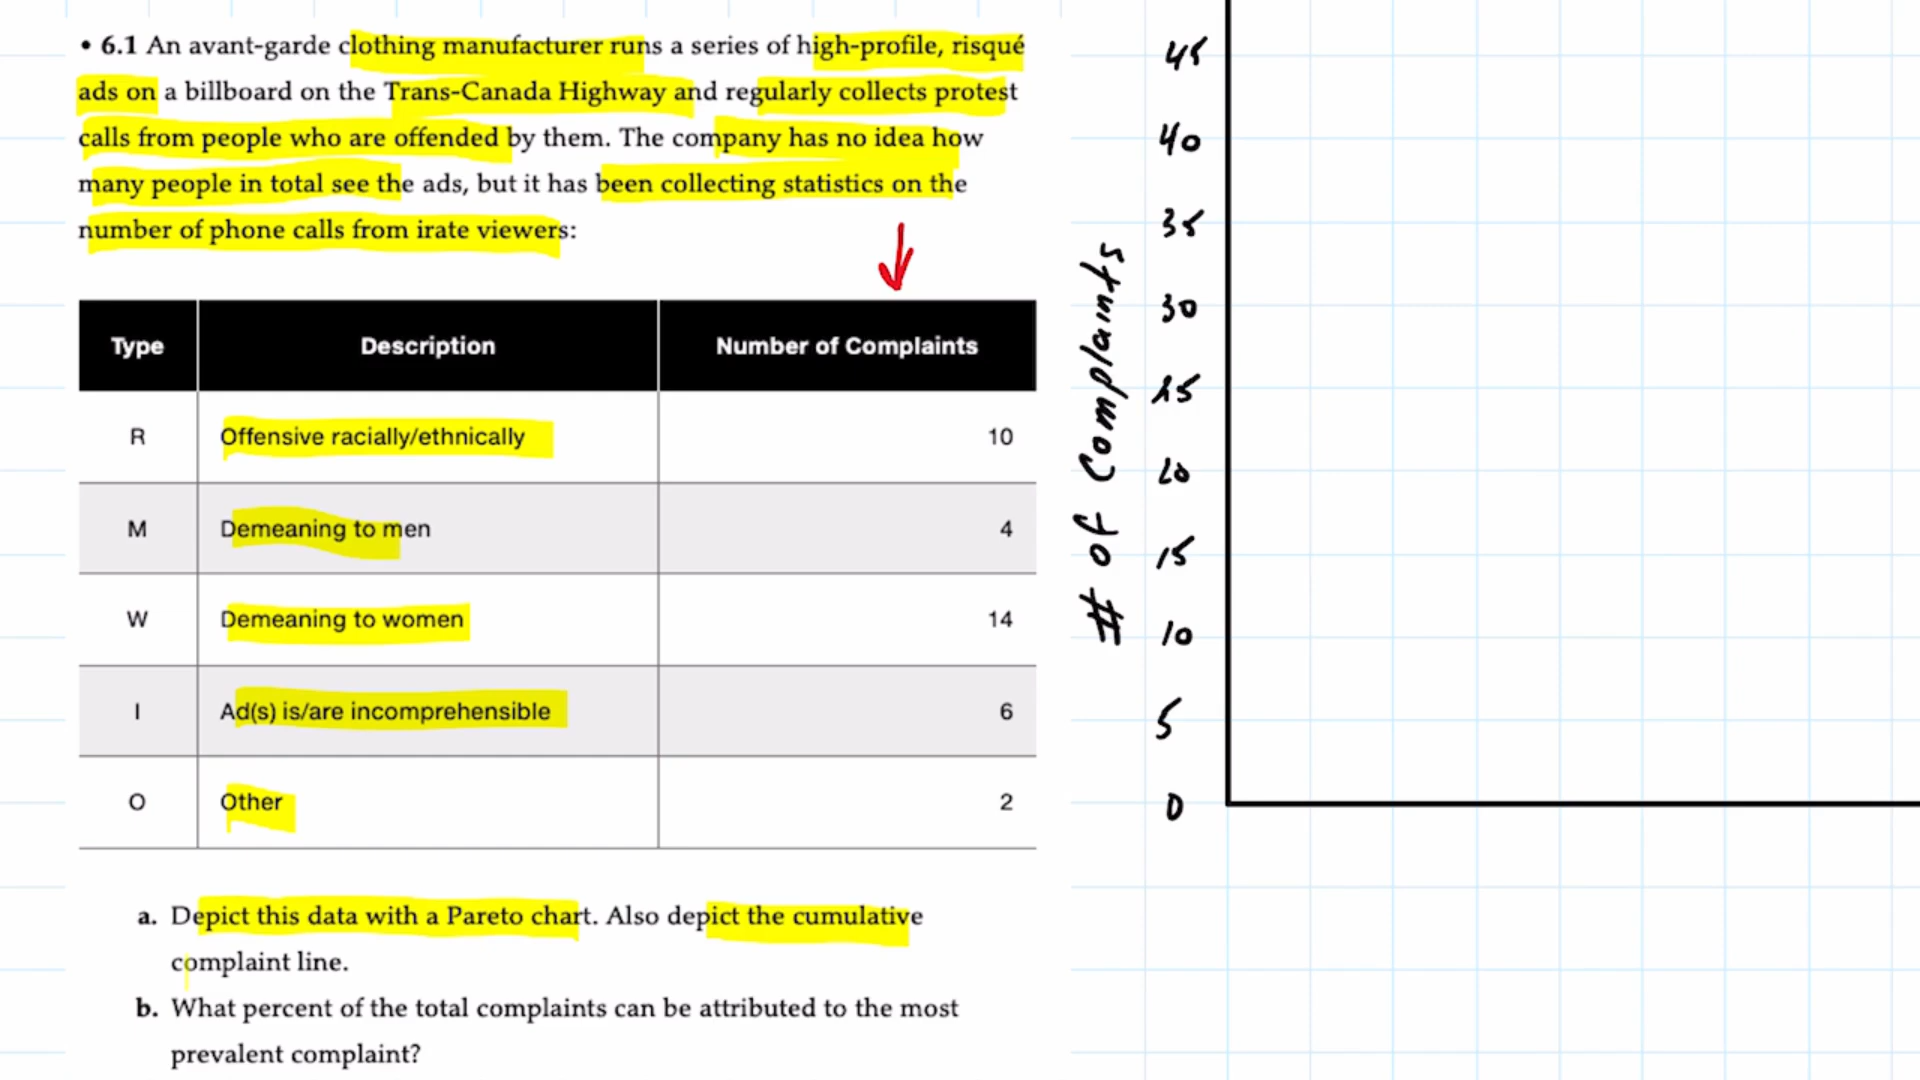 • 6.1 An avant-garde clothing manufacturer runs a series of high-profile, risqué
ads on a billboard on the Trans-Canada Highway and regularly collects protest
calls from people who are offended by them. The company has no idea how
many people in total see the ads, but it has been collecting statistics on the
number of phone calls from irate viewers:
Type Description Number of Complaints
R Offensive racially/ethnically 10
M Demeaning to men 4
W Demeaning to women 14
I Ad(s) is/are incomprehensible 6
O Other 2
a. Depict this data with a Pareto chart. Also depict the cumulative
complaint line.
b. What percent of the total complaints can be attributed to the most
prevalent complaint?
# of Complaints
45
40
35
30
25
20
15
10
5
0